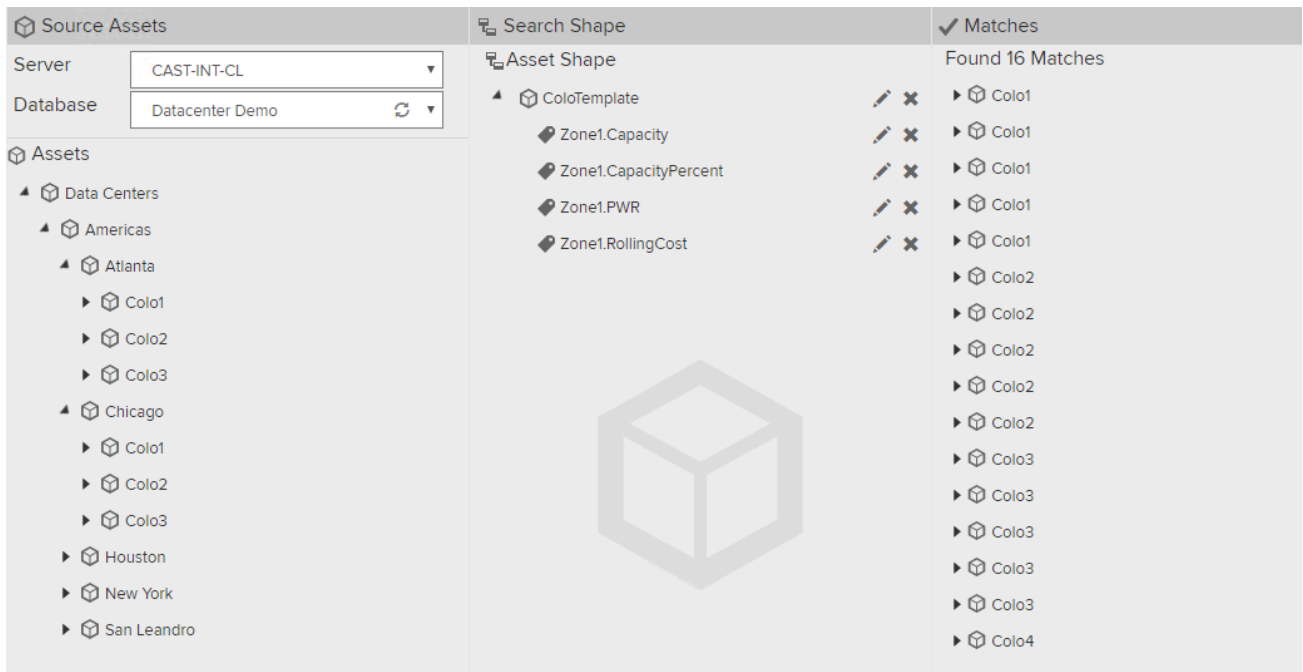 Source Assets
Server
CAST-INT-CL
Database
Datacenter Demo
Assets
Data Centers
Americas
Atlanta
Colo1
Colo2
Colo3
Chicago
Colo1
Colo2
Colo3
Houston
New York
San Leandro
Search Shape
Asset Shape
ColoTemplate
Zone1.Capacity
Zone1.CapacityPercent
Zone1.PWR
Zone1.RollingCost
Matches
Found 16 Matches
Colo1
Colo1
Colo1
Colo1
Colo1
Colo2
Colo2
Colo2
Colo2
Colo2
Colo3
Colo3
Colo3
Colo3
Colo3
Colo4